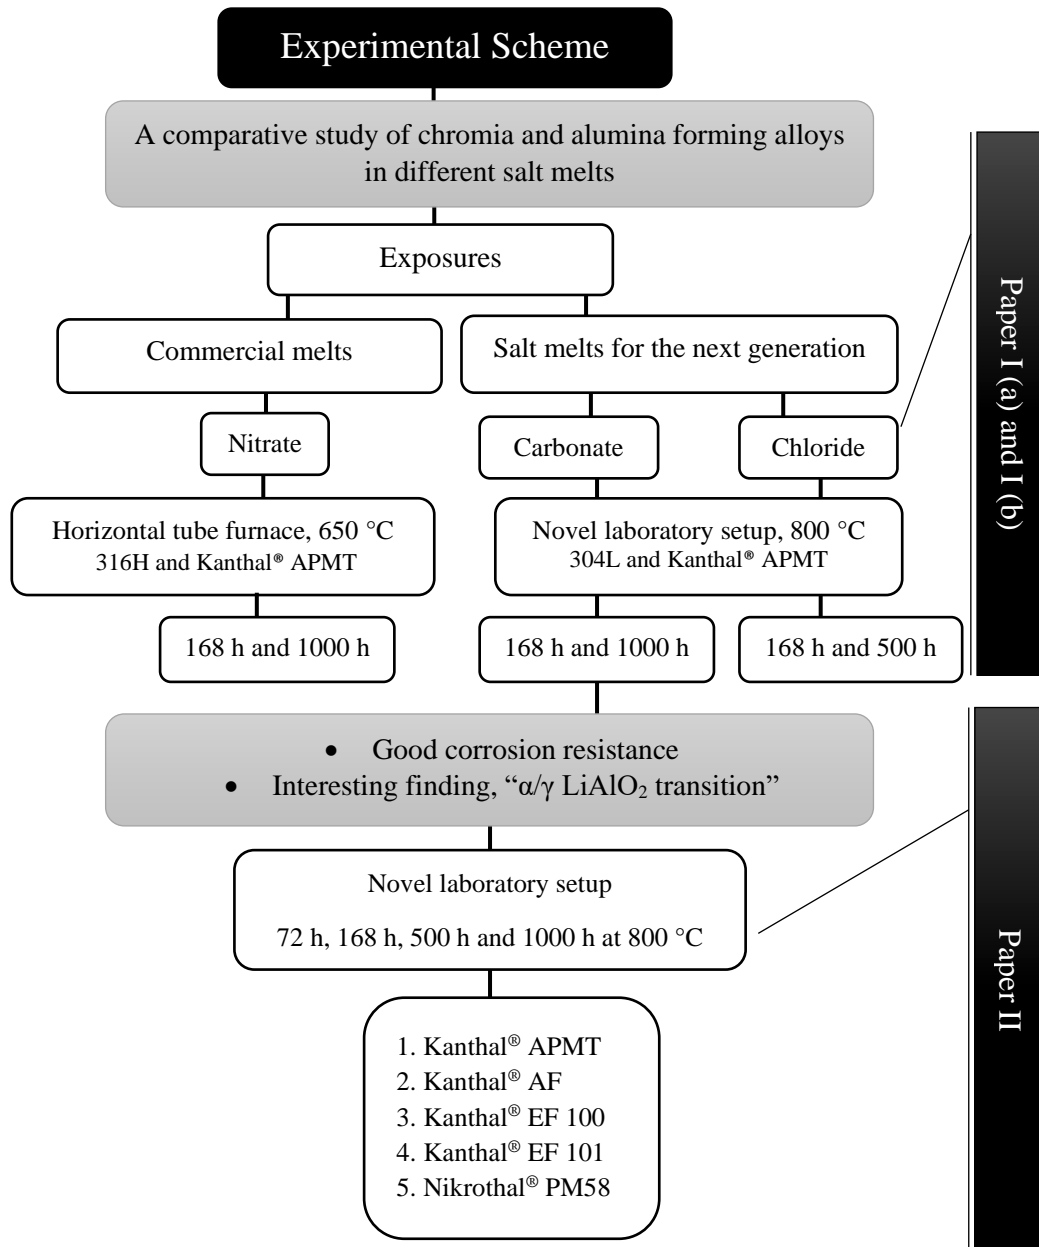 Experimental Scheme
A comparative study of chromia and alumina forming alloys
in different salt melts
Exposures
Commercial melts
Salt melts for the next generation
Nitrate
Carbonate
Chloride
Horizontal tube furnace, 650 °C
316H and Kanthal® APMT
Novel laboratory setup, 800 °C
304L and Kanthal® APMT
168 h and 1000 h
168 h and 1000 h
168 h and 500 h
Paper I (a) and I (b)
• Good corrosion resistance
• Interesting finding, “α/γ LiAlO₂ transition”
Novel laboratory setup
72 h, 168 h, 500 h and 1000 h at 800 °C
1. Kanthal® APMT
2. Kanthal® AF
3. Kanthal® EF 100
4. Kanthal® EF 101
5. Nikrothal® PM58
Paper II